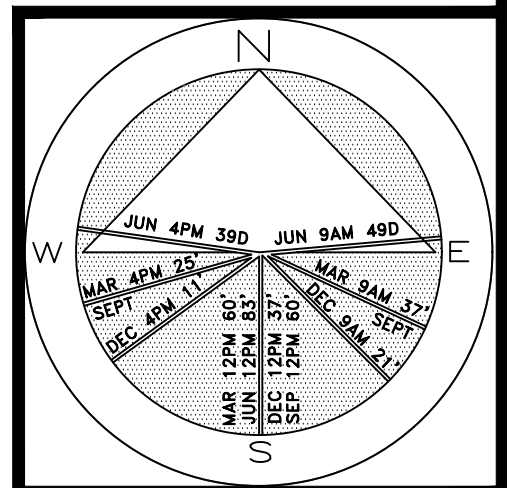 N
JUN 4PM 39D
JUN 9AM 49D
W
E
MAR 4PM 25'
SEPT
DEC 4PM 11'
MAR 9AM 37'
SEPT
DEC 9AM 21'
MAR 12PM 60'
JUN 12PM 83'
DEC 12PM 37'
SEP 12PM 60'
S